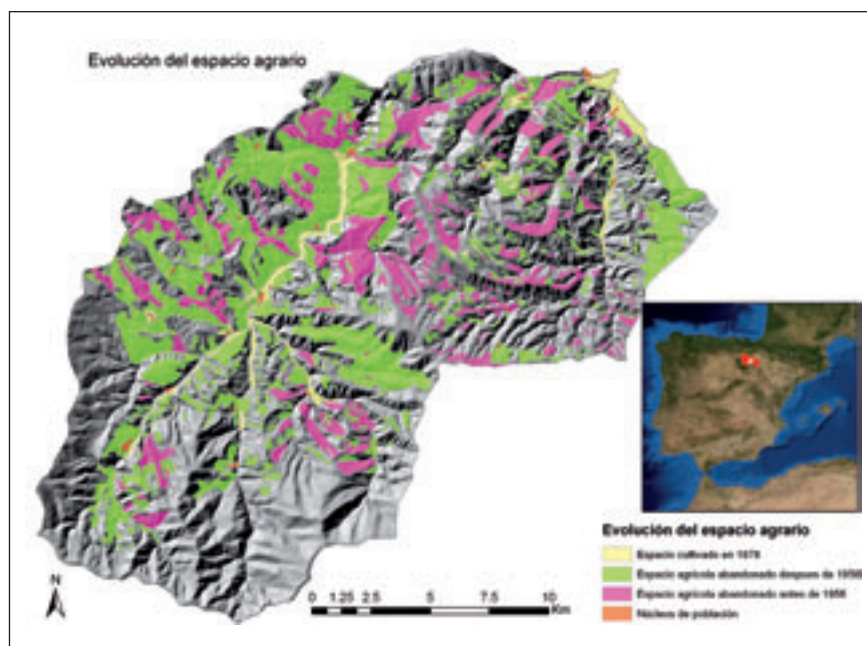 Evolución del espacio agrario
N
0 1.25 2.5 5 7.5 10
Km
Evolución del espacio agrario
Espacio cultivado en 1978
Espacio agrícola abandonado despues de 1956
Espacio agrícola abandonado antes de 1956
Núcleos de población